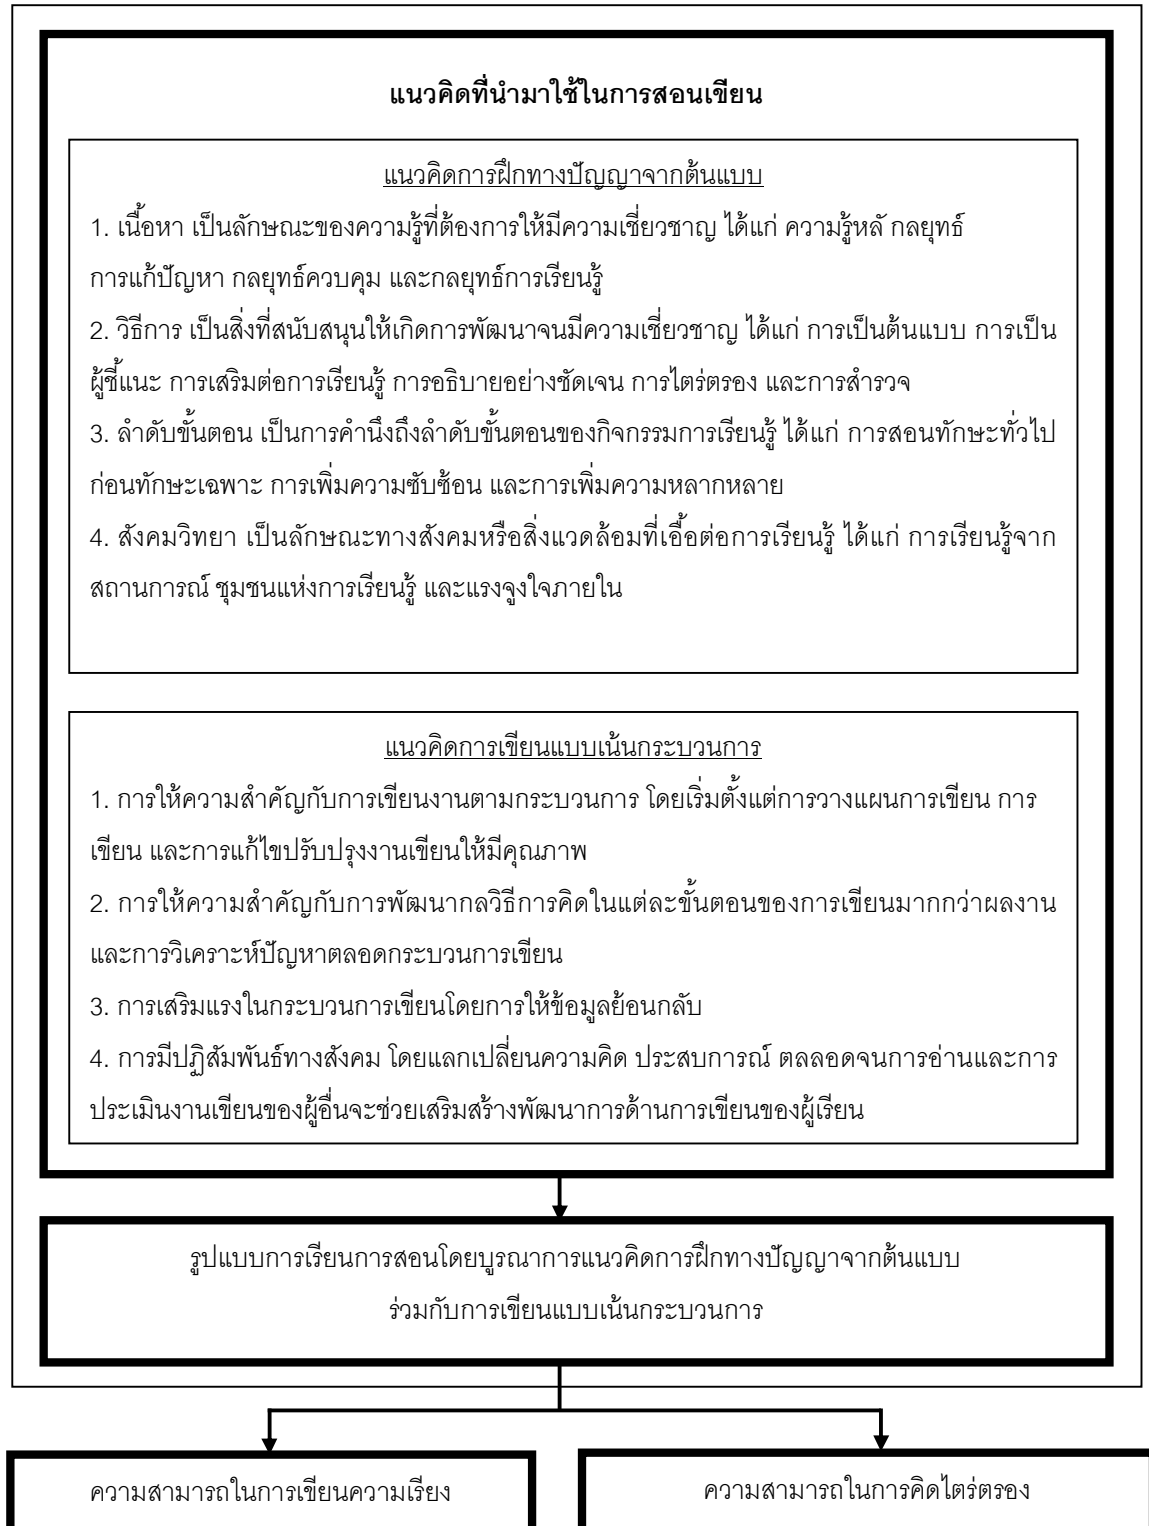 แนวคิดที่นำมาใช้ในการสอนเขียน
แนวคิดการฝึกทางปัญญาจากต้นแบบ
1. เนื้อหา เป็นลักษณะของความรู้ที่ต้องการให้มีความเชี่ยวชาญ ได้แก่ ความรู้หลั กลยุทธ์
การแก้ปัญหา กลยุทธ์ควบคุม และกลยุทธ์การเรียนรู้
2. วิธีการ เป็นสิ่งที่สนับสนุนให้เกิดการพัฒนาจนมีความเชี่ยวชาญ ได้แก่ การเป็นต้นแบบ การเป็น
ผู้ชี้แนะ การเสริมต่อการเรียนรู้ การอธิบายอย่างชัดเจน การไตร่ตรอง และการสำรวจ
3. ลำดับขั้นตอน เป็นการคำนึงถึงลำดับขั้นตอนของกิจกรรมการเรียนรู้ ได้แก่ การสอนทักษะทั่วไป
ก่อนทักษะเฉพาะ การเพิ่มความซับซ้อน และการเพิ่มความหลากหลาย
4. สังคมวิทยา เป็นลักษณะทางสังคมหรือสิ่งแวดล้อมที่เอื้อต่อการเรียนรู้ ได้แก่ การเรียนรู้จาก
สถานการณ์ ชุมชนแห่งการเรียนรู้ และแรงจูงใจภายใน
แนวคิดการเขียนแบบเน้นกระบวนการ
1. การให้ความสำคัญกับการเขียนงานตามกระบวนการ โดยเริ่มตั้งแต่การวางแผนการเขียน การ
เขียน และการแก้ไขปรับปรุงงานเขียนให้มีคุณภาพ
2. การให้ความสำคัญกับการพัฒนากลวิธีการคิดในแต่ละขั้นตอนของการเขียนมากกว่าผลงาน
และการวิเคราะห์ปัญหาตลอดกระบวนการเขียน
3. การเสริมแรงในกระบวนการเขียนโดยการให้ข้อมูลย้อนกลับ
4. การมีปฏิสัมพันธ์ทางสังคม โดยแลกเปลี่ยนความคิด ประสบการณ์ ตลลอดจนการอ่านและการ
ประเมินงานเขียนของผู้อื่นจะช่วยเสริมสร้างพัฒนาการด้านการเขียนของผู้เรียน
รูปแบบการเรียนการสอนโดยบูรณาการแนวคิดการฝึกทางปัญญาจากต้นแบบ
ร่วมกับการเขียนแบบเน้นกระบวนการ
ความสามารถในการเขียนความเรียง
ความสามารถในการคิดไตร่ตรอง